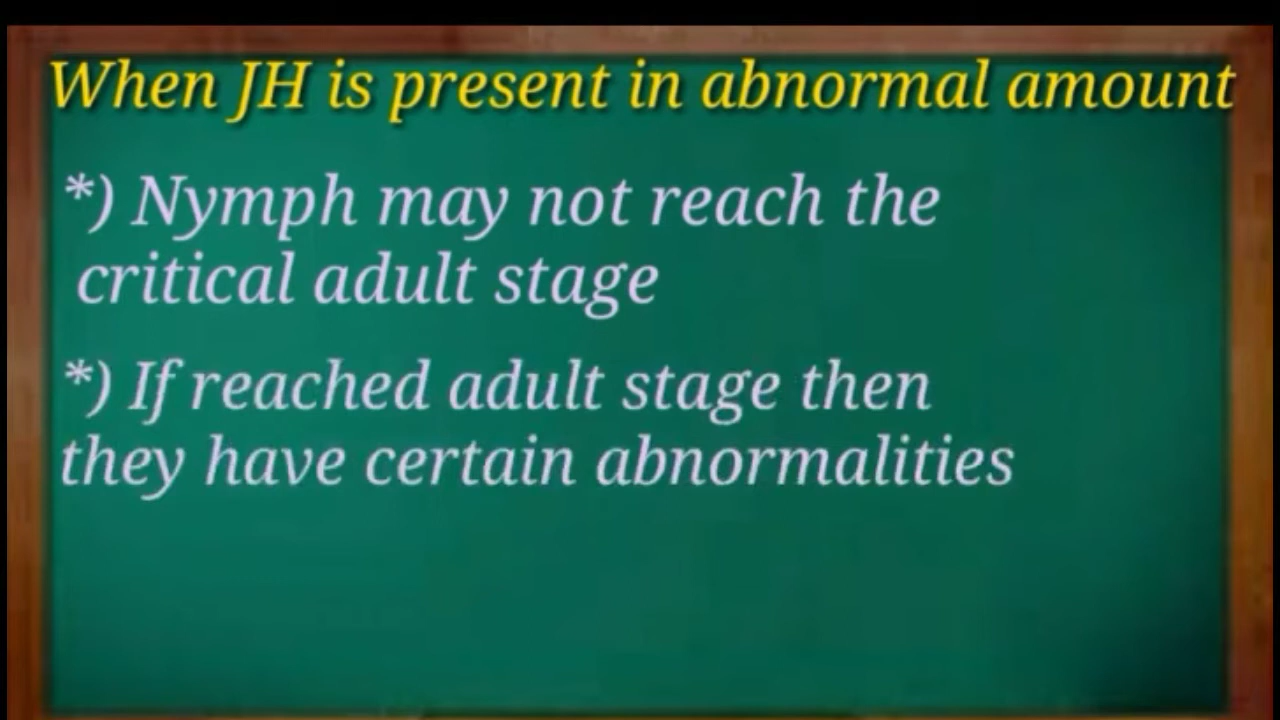 When JH is present in abnormal amount
*) Nymph may not reach the
critical adult stage
*) If reached adult stage then
they have certain abnormalities